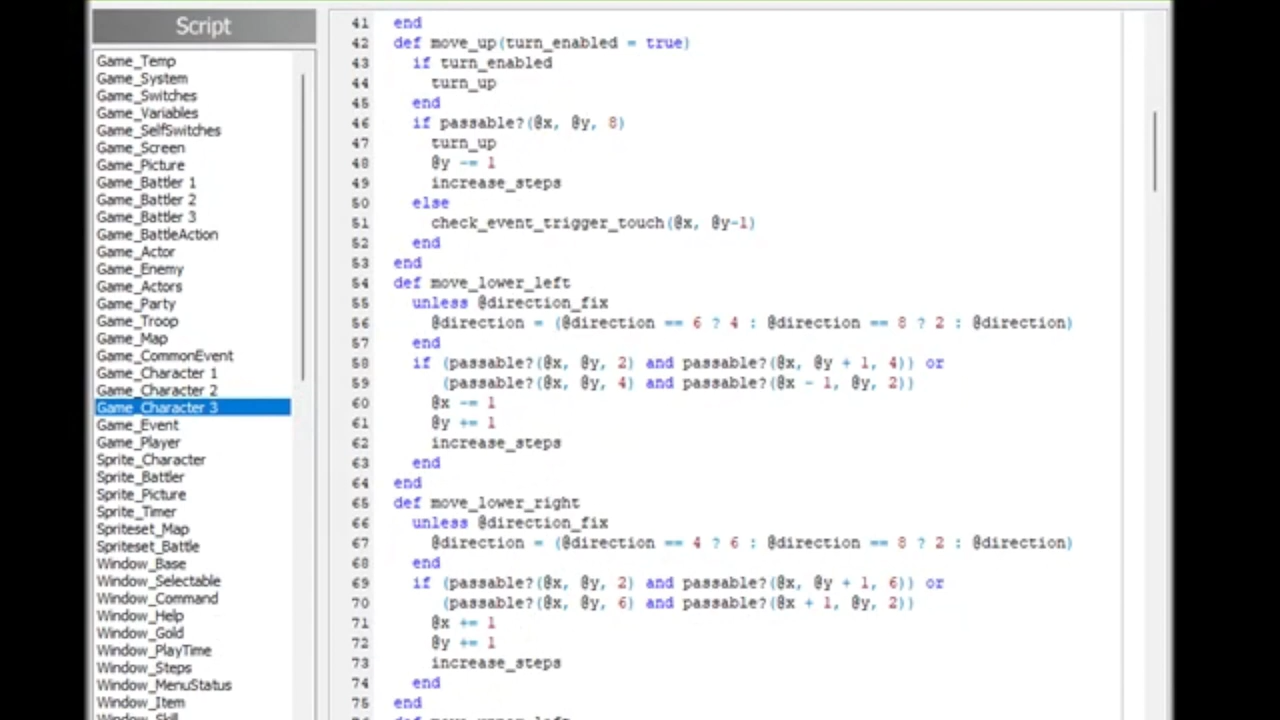 Script
Game_Temp
Game_System
Game_Switches
Game_Variables
Game_SelfSwitches
Game_Screen
Game_Picture
Game_Battler 1
Game_Battler 2
Game_Battler 3
Game_BattleAction
Game_Actor
Game_Enemy
Game_Actors
Game_Party
Game_Troop
Game_Map
Game_CommonEvent
Game_Character 1
Game_Character 2
Game_Character 3
Game_Event
Game_Player
Sprite_Character
Sprite_Battler
Sprite_Picture
Sprite_Timer
Spriteset_Map
Spriteset_Battle
Window_Base
Window_Selectable
Window_Command
Window_Help
Window_Gold
Window_PlayTime
Window_Steps
Window_MenuStatus
Window_Item
Window_Skill
41 end
42 def move_up(turn_enabled = true)
43 if turn_enabled
44 turn_up
45 end
46 if passable?(@x, @y, 8)
47 turn_up
48 @y -= 1
49 increase_steps
50 else
51 check_event_trigger_touch(@x, @y-1)
52 end
53 end
54 def move_lower_left
55 unless @direction_fix
56 @direction = (@direction == 6 ? 4 : @direction == 8 ? 2 : @direction)
57 end
58 if (passable?(@x, @y, 2) and passable?(@x, @y + 1, 4)) or
59 (passable?(@x, @y, 4) and passable?(@x - 1, @y, 2))
60 @x -= 1
61 @y += 1
62 increase_steps
63 end
64 end
65 def move_lower_right
66 unless @direction_fix
67 @direction = (@direction == 4 ? 6 : @direction == 8 ? 2 : @direction)
68 end
69 if (passable?(@x, @y, 2) and passable?(@x, @y + 1, 6)) or
70 (passable?(@x, @y, 6) and passable?(@x + 1, @y, 2))
71 @x += 1
72 @y += 1
73 increase_steps
74 end
75 end